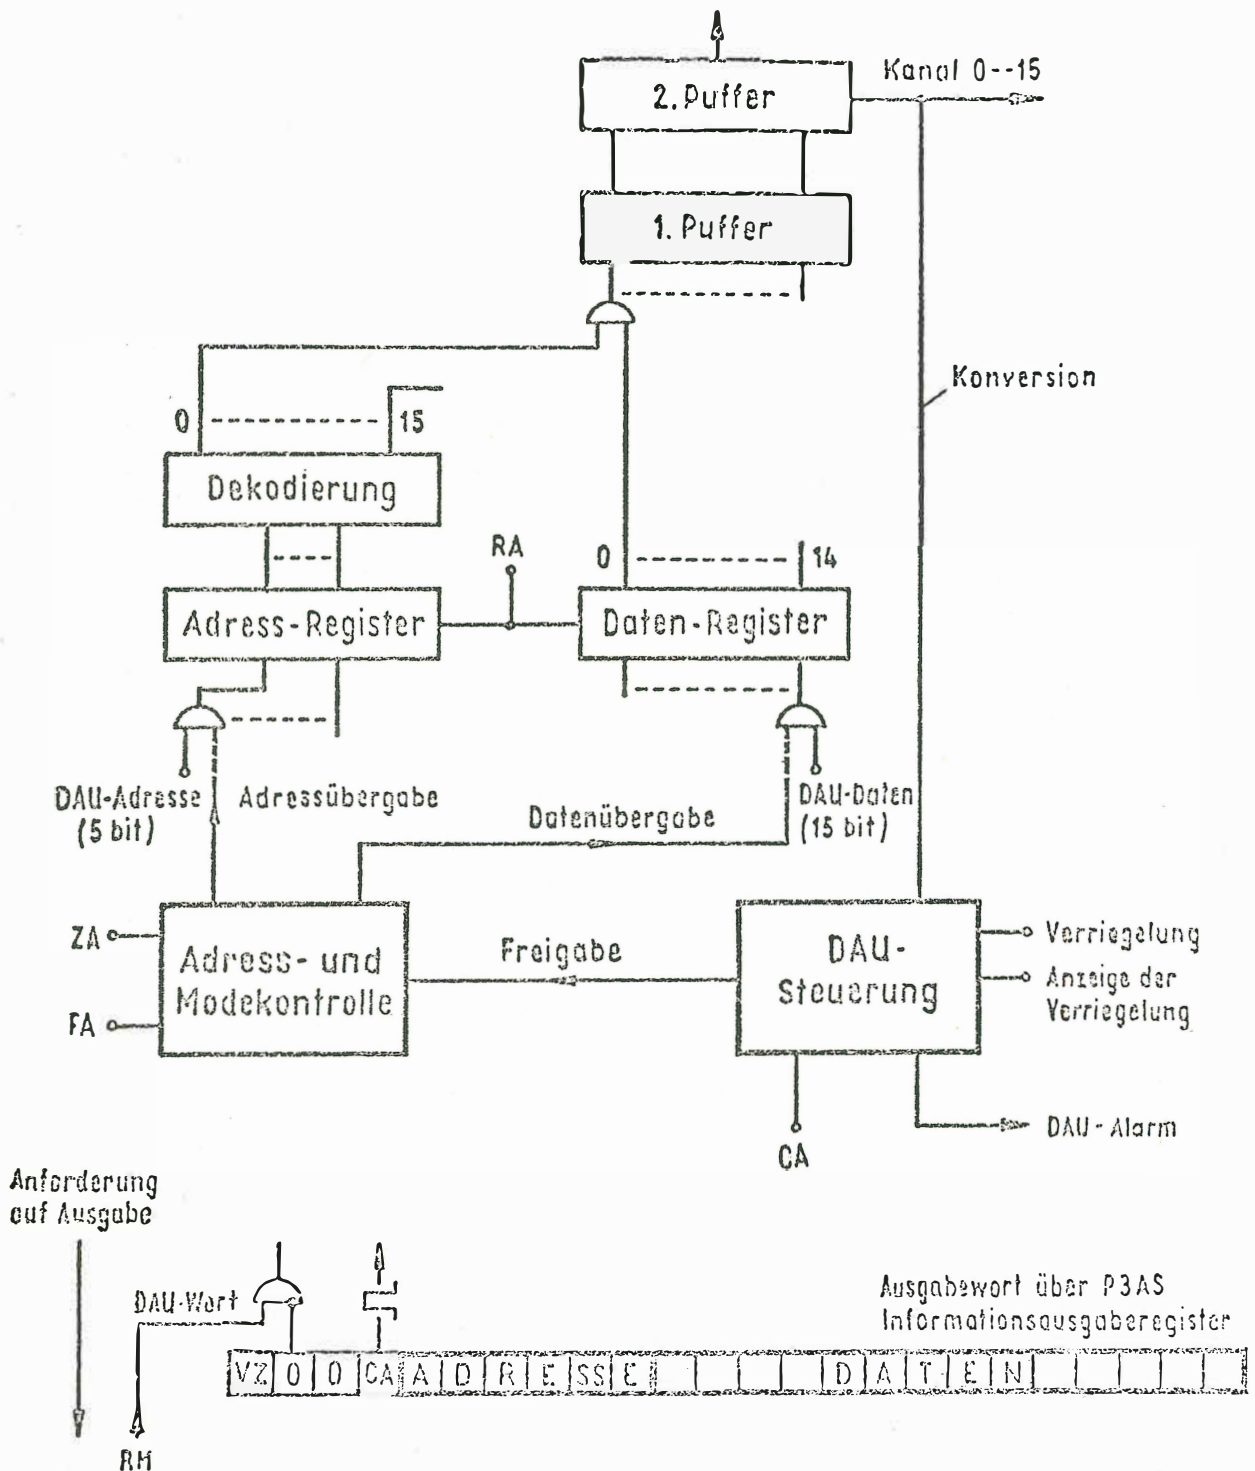 Kanal 0--15
2. Puffer
1. Puffer
Konversion
0
15
Dekodierung
RA
0
14
Adress-Register
Daten-Register
DAU-Adresse
(5 bit)
Adressübergabe
Datenübergabe
DAU-Daten
(15 bit)
ZA
FA
Adress- und
Modekontrolle
Freigabe
DAU-
Steuerung
Verriegelung
Anzeige der
Verriegelung
CA
DAU-Alarm
Anforderung
auf Ausgabe
DAU-Wort
Ausgabewort über P3AS
Informationsausgaberegister
VZ 0 0 CA A D R E SS E D A T E N
RM